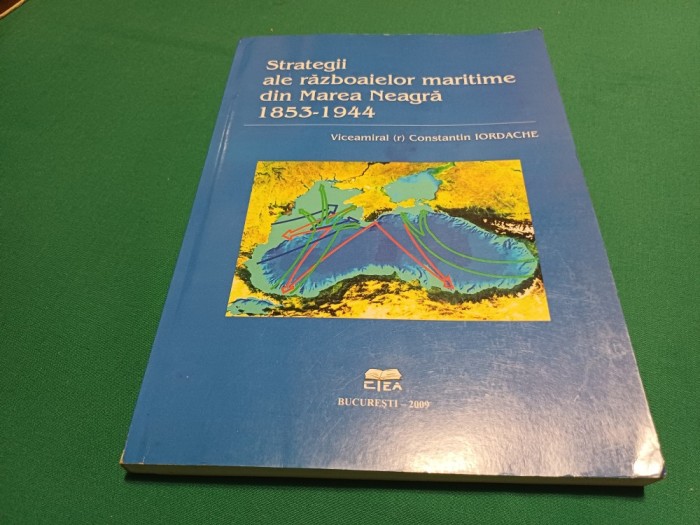 Strategii
ale războaielor maritime
din Marea Neagră
1853-1944
Viceamiral (r) Constantin IORDACHE
CTEA
BUCUREȘTI – 2009